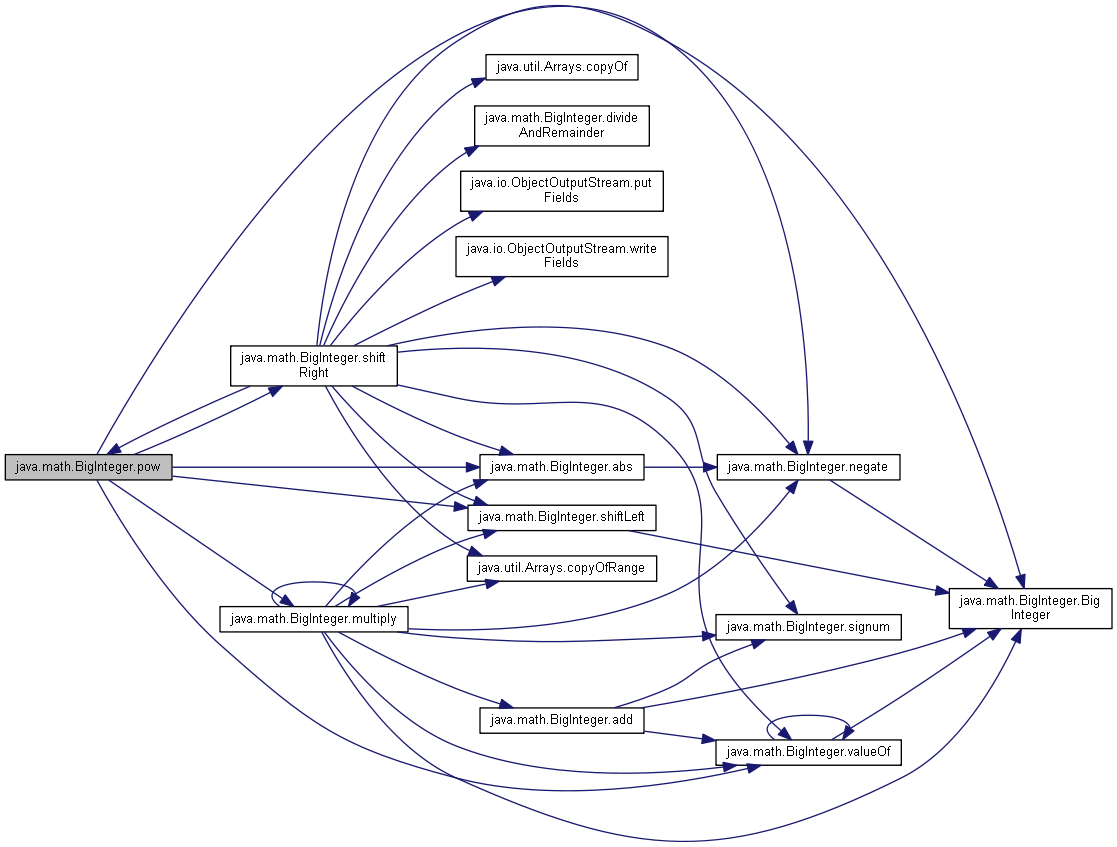 java.util.Arrays.copyOf
java.math.BigInteger.divide
AndRemainder
java.io.ObjectOutputStream.put
Fields
java.io.ObjectOutputStream.write
Fields
java.math.BigInteger.shift
Right
java.math.BigInteger.pow
java.math.BigInteger.abs
java.math.BigInteger.negate
java.math.BigInteger.shiftLeft
java.util.Arrays.copyOfRange
java.math.BigInteger.Big
Integer
java.math.BigInteger.multiply
java.math.BigInteger.signum
java.math.BigInteger.add
java.math.BigInteger.valueOf